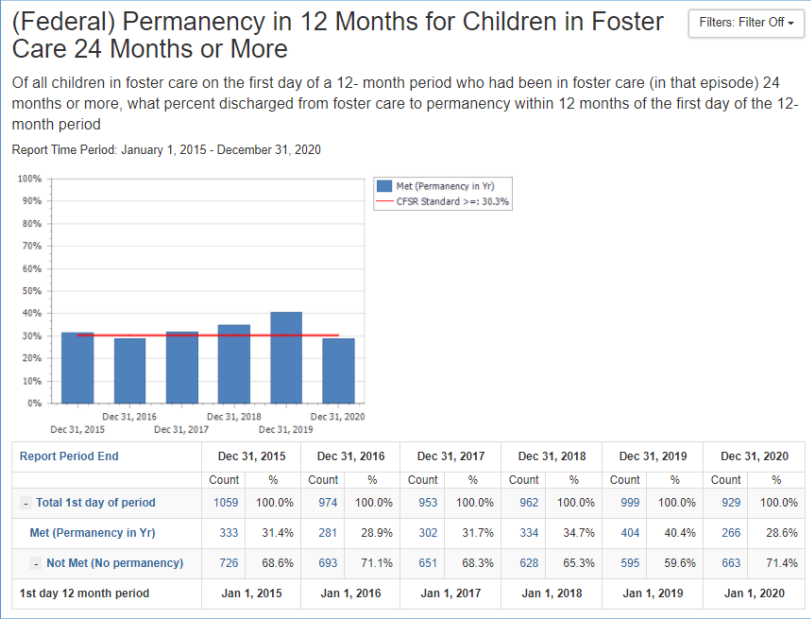 (Federal) Permanency in 12 Months for Children in Foster
Care 24 Months or More
Filters: Filter Off
Of all children in foster care on the first day of a 12- month period who had been in foster care (in that episode) 24
months or more, what percent discharged from foster care to permanency within 12 months of the first day of the 12-
month period
Report Time Period: January 1, 2015 - December 31, 2020
100%
90%
80%
70%
60%
50%
40%
30%
20%
10%
0%
Met (Permanency in Yr)
CFSR Standard >=: 30.3%
Dec 31, 2016 Dec 31, 2018 Dec 31, 2020
Dec 31, 2015 Dec 31, 2017 Dec 31, 2019
Report Period End Dec 31, 2015 Dec 31, 2016 Dec 31, 2017 Dec 31, 2018 Dec 31, 2019 Dec 31, 2020
Count % Count % Count % Count % Count % Count %
- Total 1st day of period 1059 100.0% 974 100.0% 953 100.0% 962 100.0% 999 100.0% 929 100.0%
Met (Permanency in Yr) 333 31.4% 281 28.9% 302 31.7% 334 34.7% 404 40.4% 266 28.6%
- Not Met (No permanency) 726 68.6% 693 71.1% 651 68.3% 628 65.3% 595 59.6% 663 71.4%
1st day 12 month period Jan 1, 2015 Jan 1, 2016 Jan 1, 2017 Jan 1, 2018 Jan 1, 2019 Jan 1, 2020